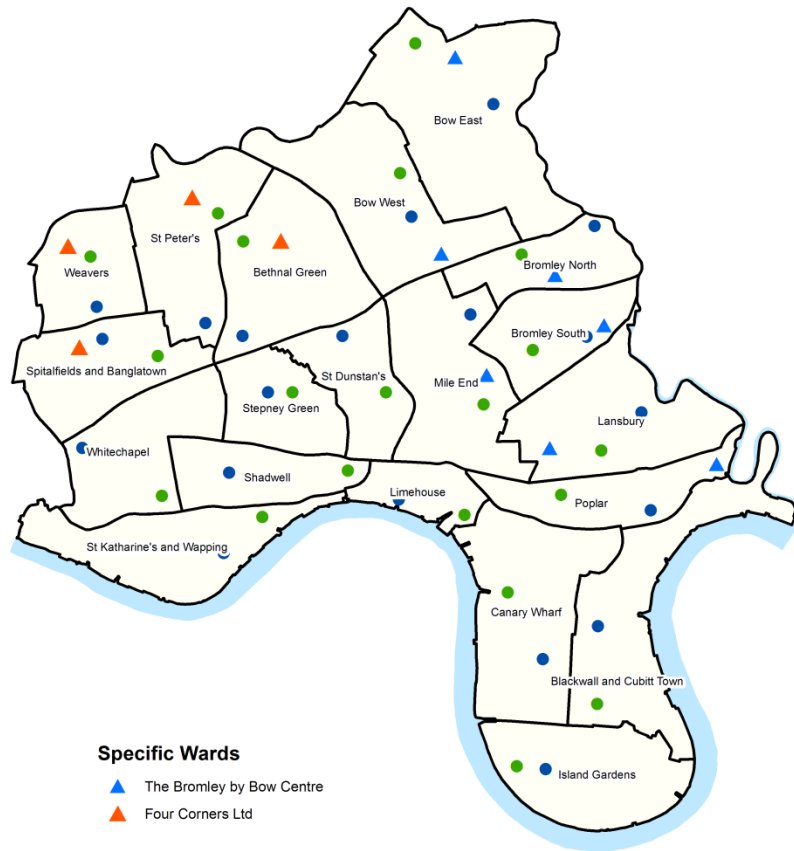 Bow East
Bow West
St Peter's
Bromley North
Weavers
Bethnal Green
Bromley South
Spitalfields and Banglatown
St Dunstan's
Mile End
Stepney Green
Lansbury
Whitechapel
Shadwell
Limehouse
Poplar
St Katharine's and Wapping
Canary Wharf
Blackwall and Cubitt Town
Island Gardens
Specific Wards
The Bromley by Bow Centre
Four Corners Ltd